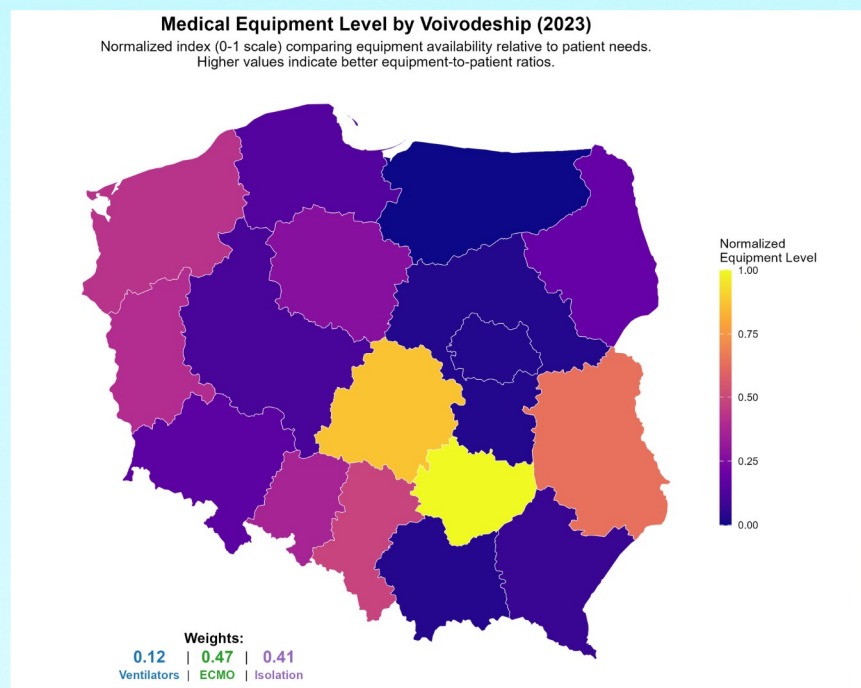 Medical Equipment Level by Voivodeship (2023)
Normalized index (0-1 scale) comparing equipment availability relative to patient needs.
Higher values indicate better equipment-to-patient ratios.
Normalized
Equipment Level
1.00
0.75
0.50
0.25
0.00
Weights:
0.12 | 0.47 | 0.41
Ventilators | ECMO | Isolation